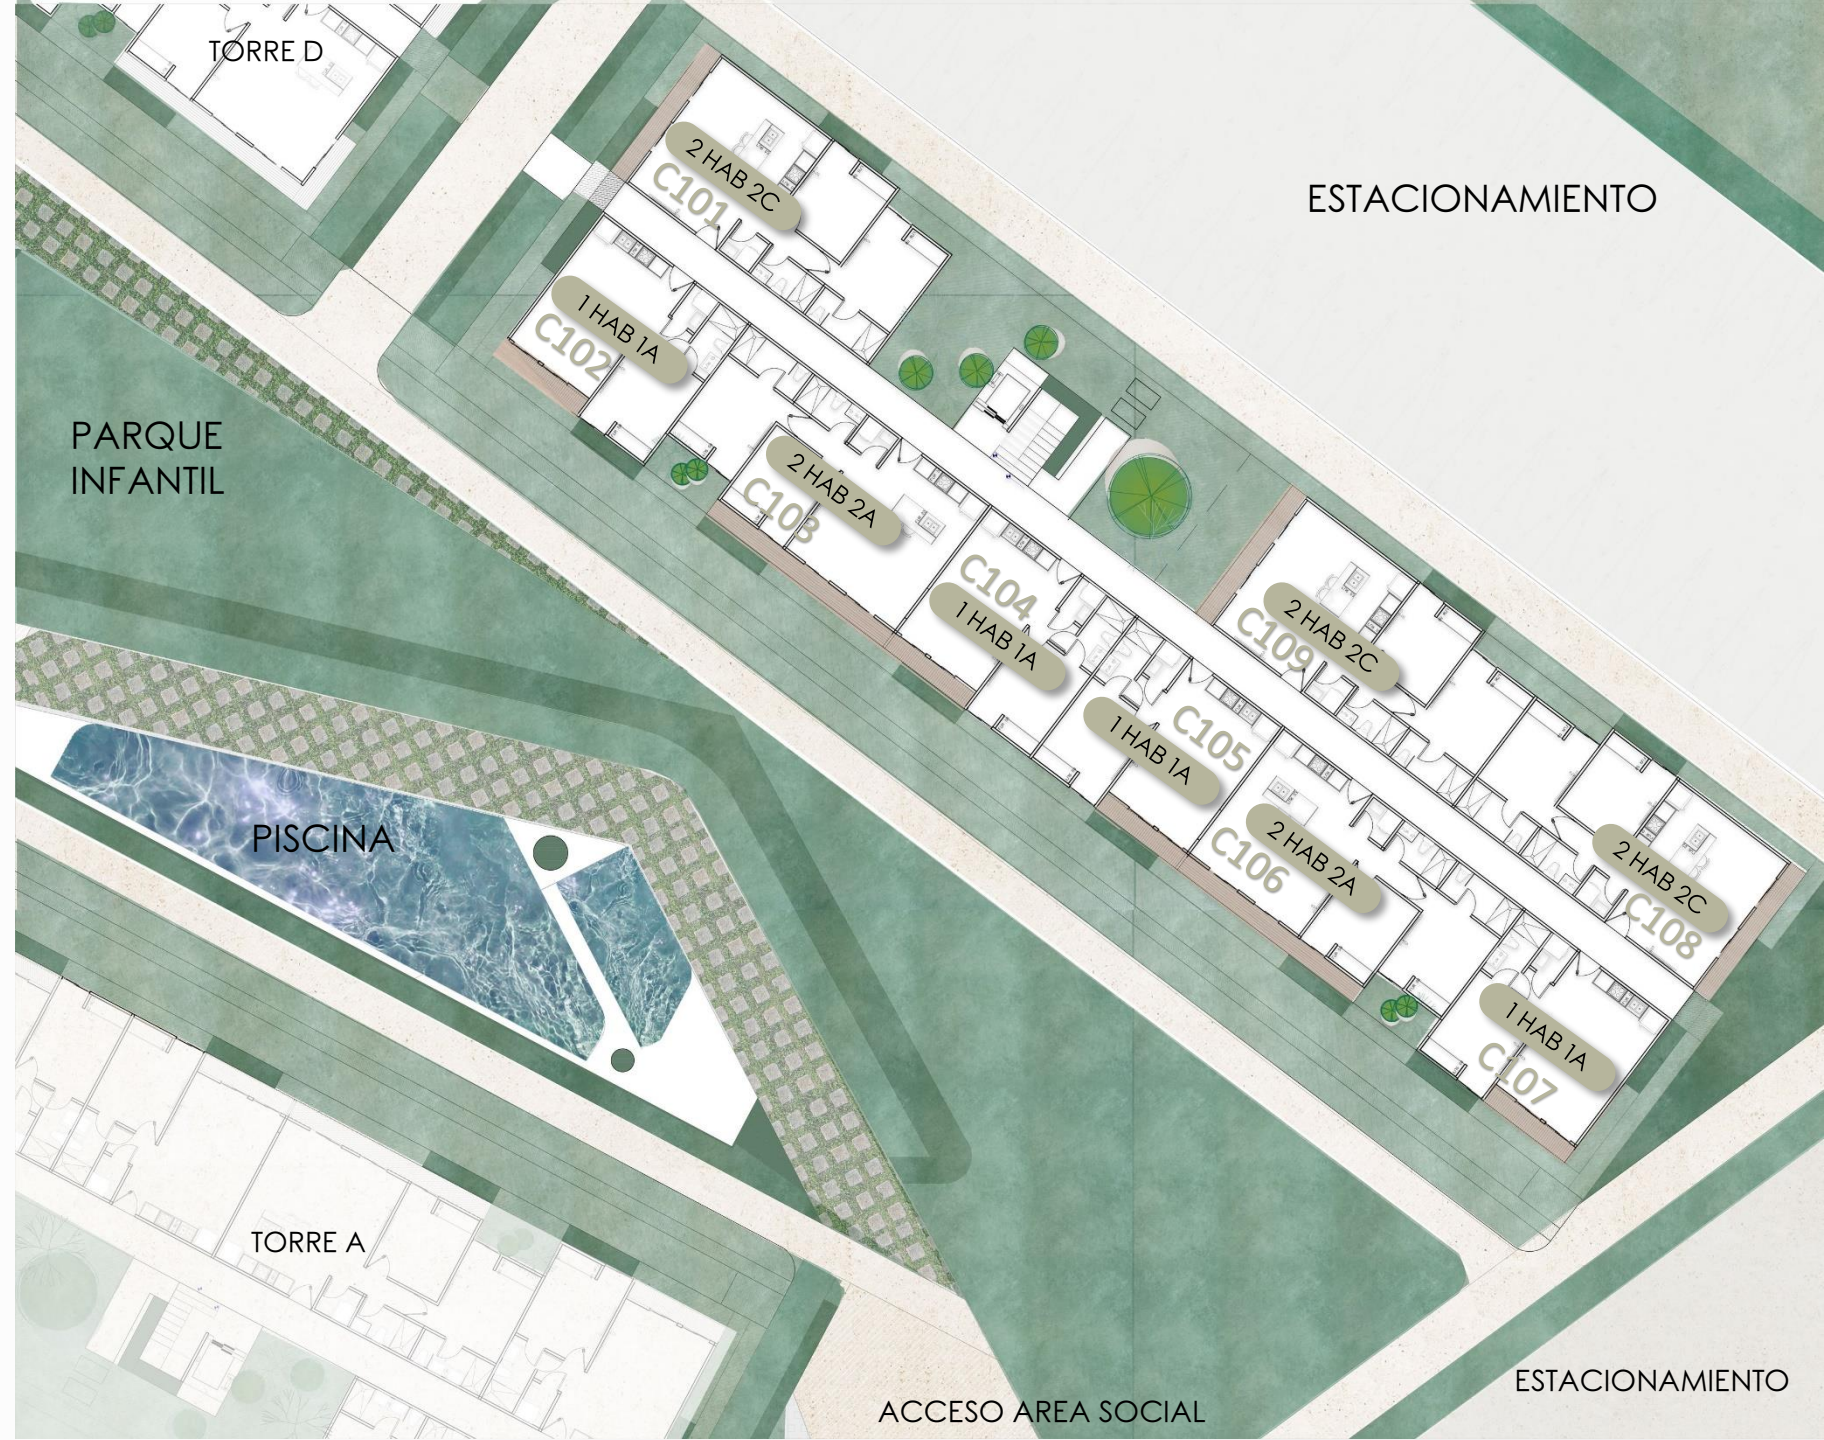 TORRE D
ESTACIONAMIENTO
2 HAB 2C
C101
1 HAB 1A
C102
PARQUE
INFANTIL
2 HAB 2A
C103
C104
1 HAB 1A
2 HAB 2C
C109
C105
1 HAB 1A
2 HAB 2A
C106
2 HAB 2C
C108
1 HAB 1A
C107
PISCINA
TORRE A
ESTACIONAMIENTO
ACCESO AREA SOCIAL